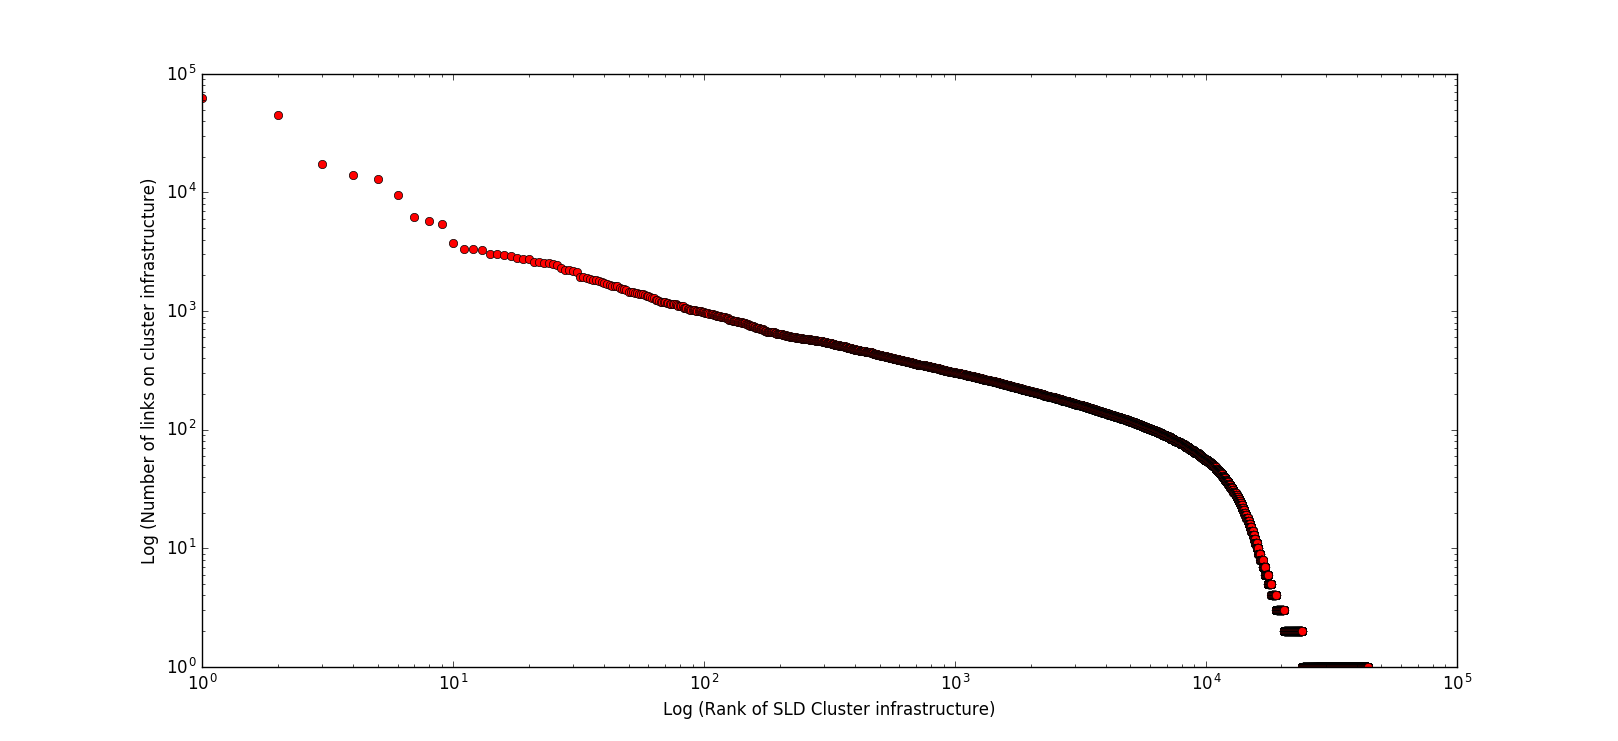 10^5
10^4
10^3
10^2
10^1
10^0
Log (Number of links on cluster infrastructure)
10^0 10^1 10^2 10^3 10^4 10^5
Log (Rank of SLD Cluster infrastructure)